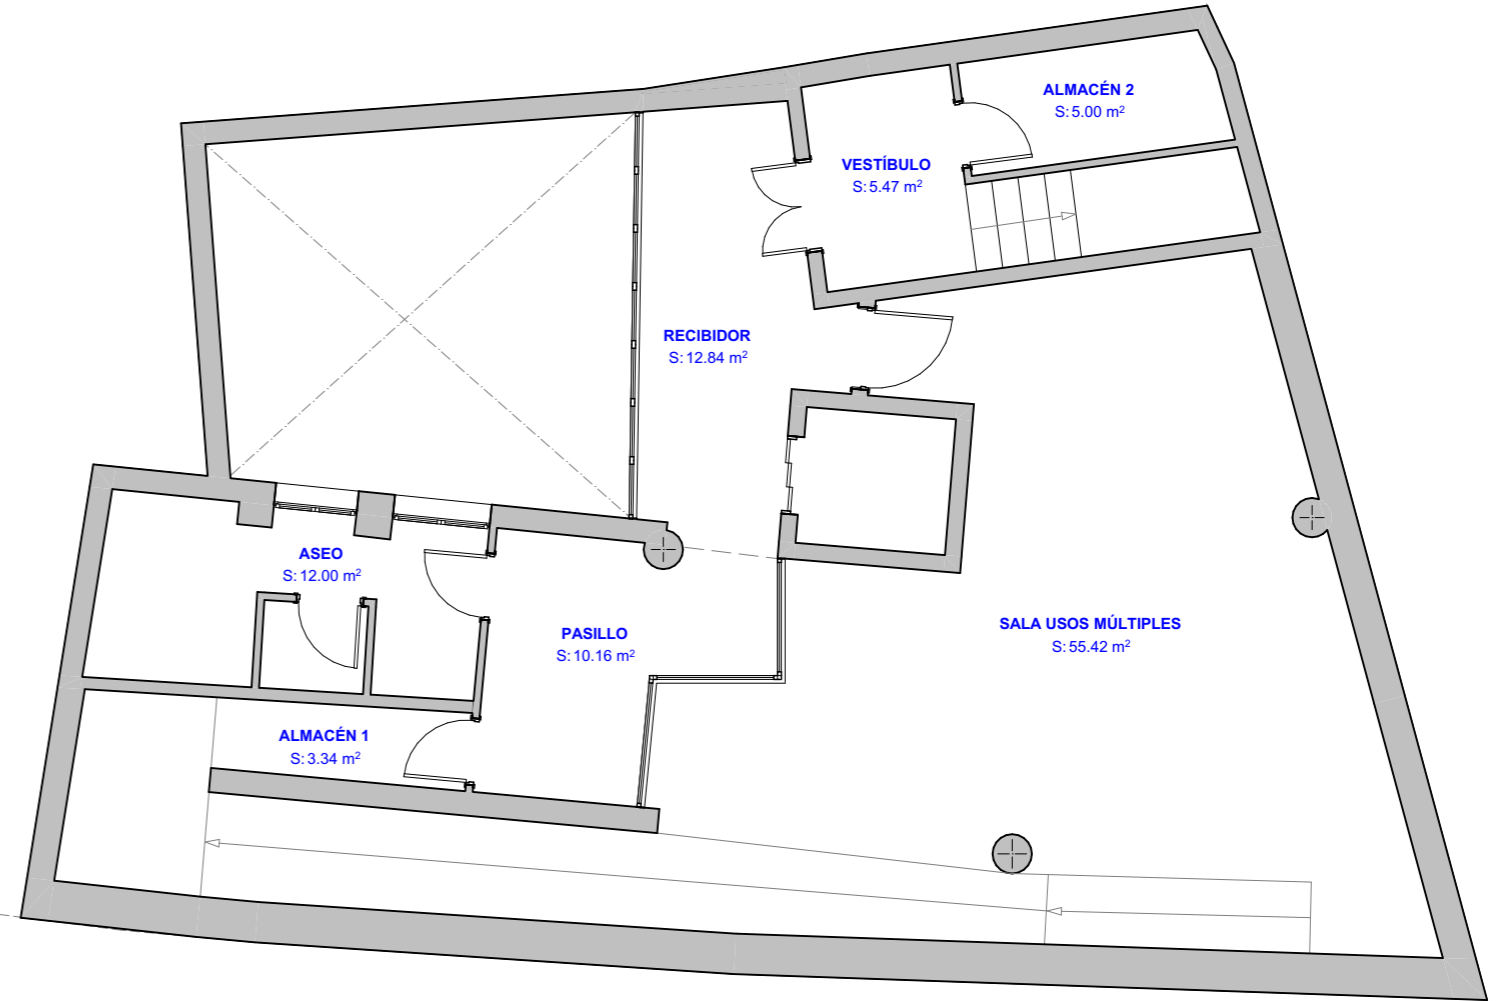 ALMACÉN 2
S: 5.00 m²
VESTÍBULO
S: 5.47 m²
RECIBIDOR
S: 12.84 m²
ASEO
S: 12.00 m²
PASILLO
S: 10.16 m²
SALA USOS MÚLTIPLES
S: 55.42 m²
ALMACÉN 1
S: 3.34 m²